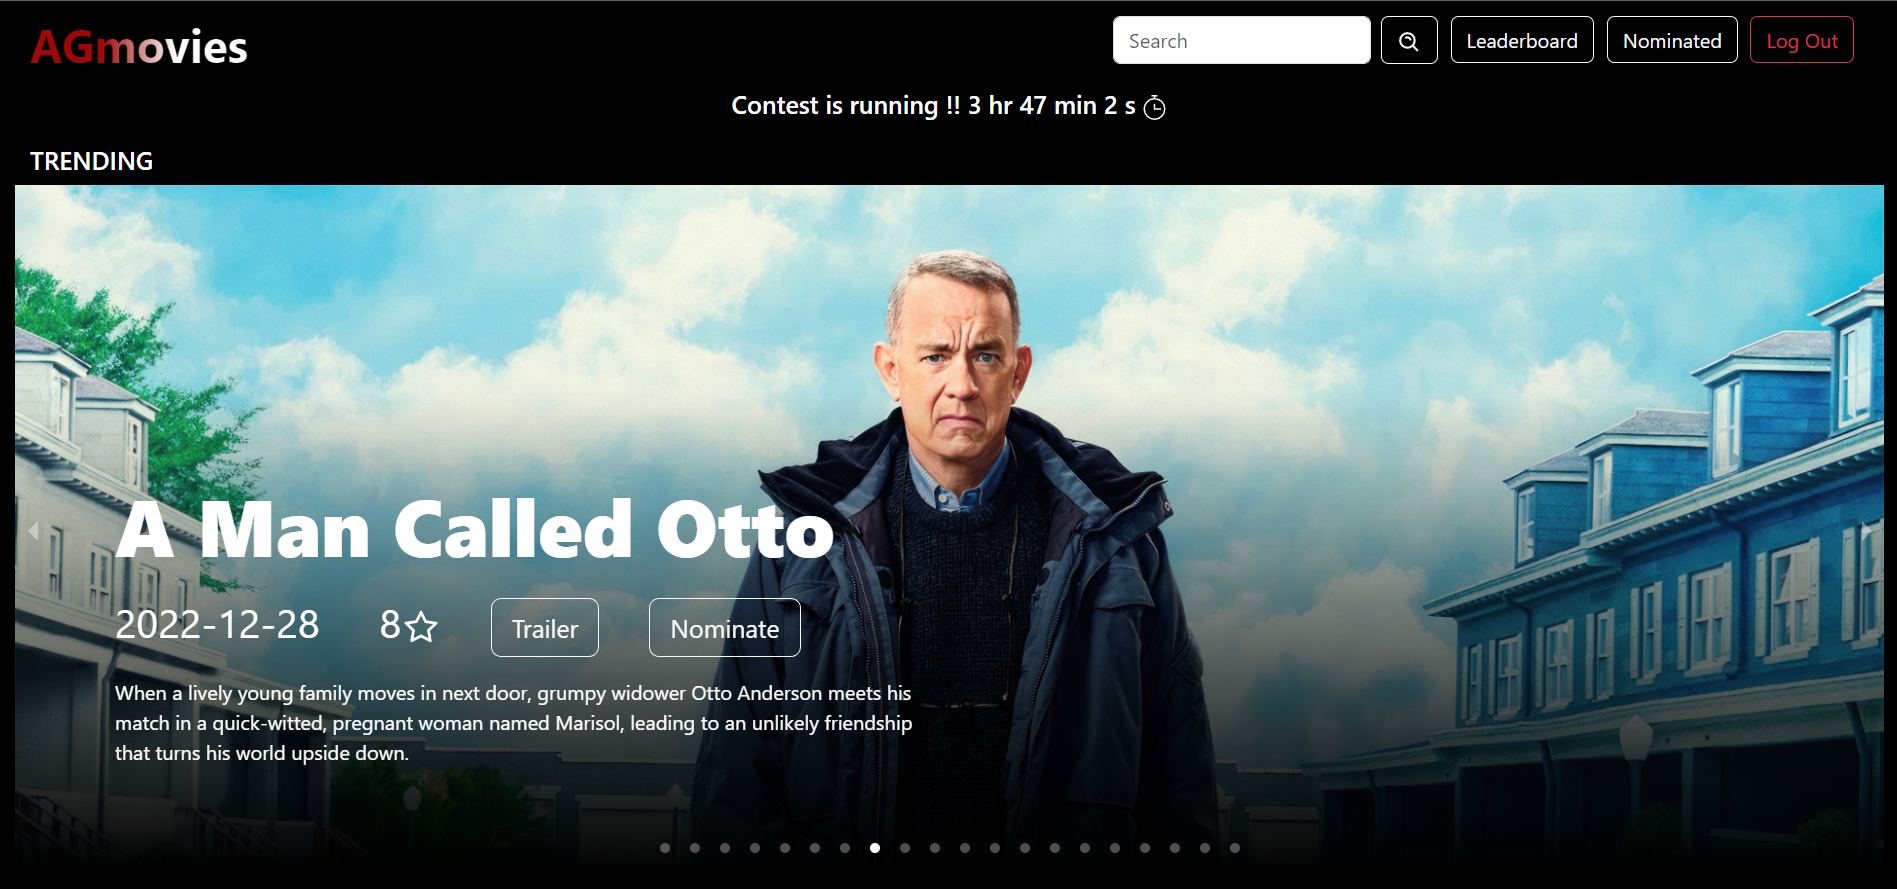 AGmovies
Search
Leaderboard
Nominated
Log Out
Contest is running !! 3 hr 47 min 2 s
TRENDING
A Man Called Otto
2022-12-28
8
Trailer
Nominate
When a lively young family moves in next door, grumpy widower Otto Anderson meets his
match in a quick-witted, pregnant woman named Marisol, leading to an unlikely friendship
that turns his world upside down.